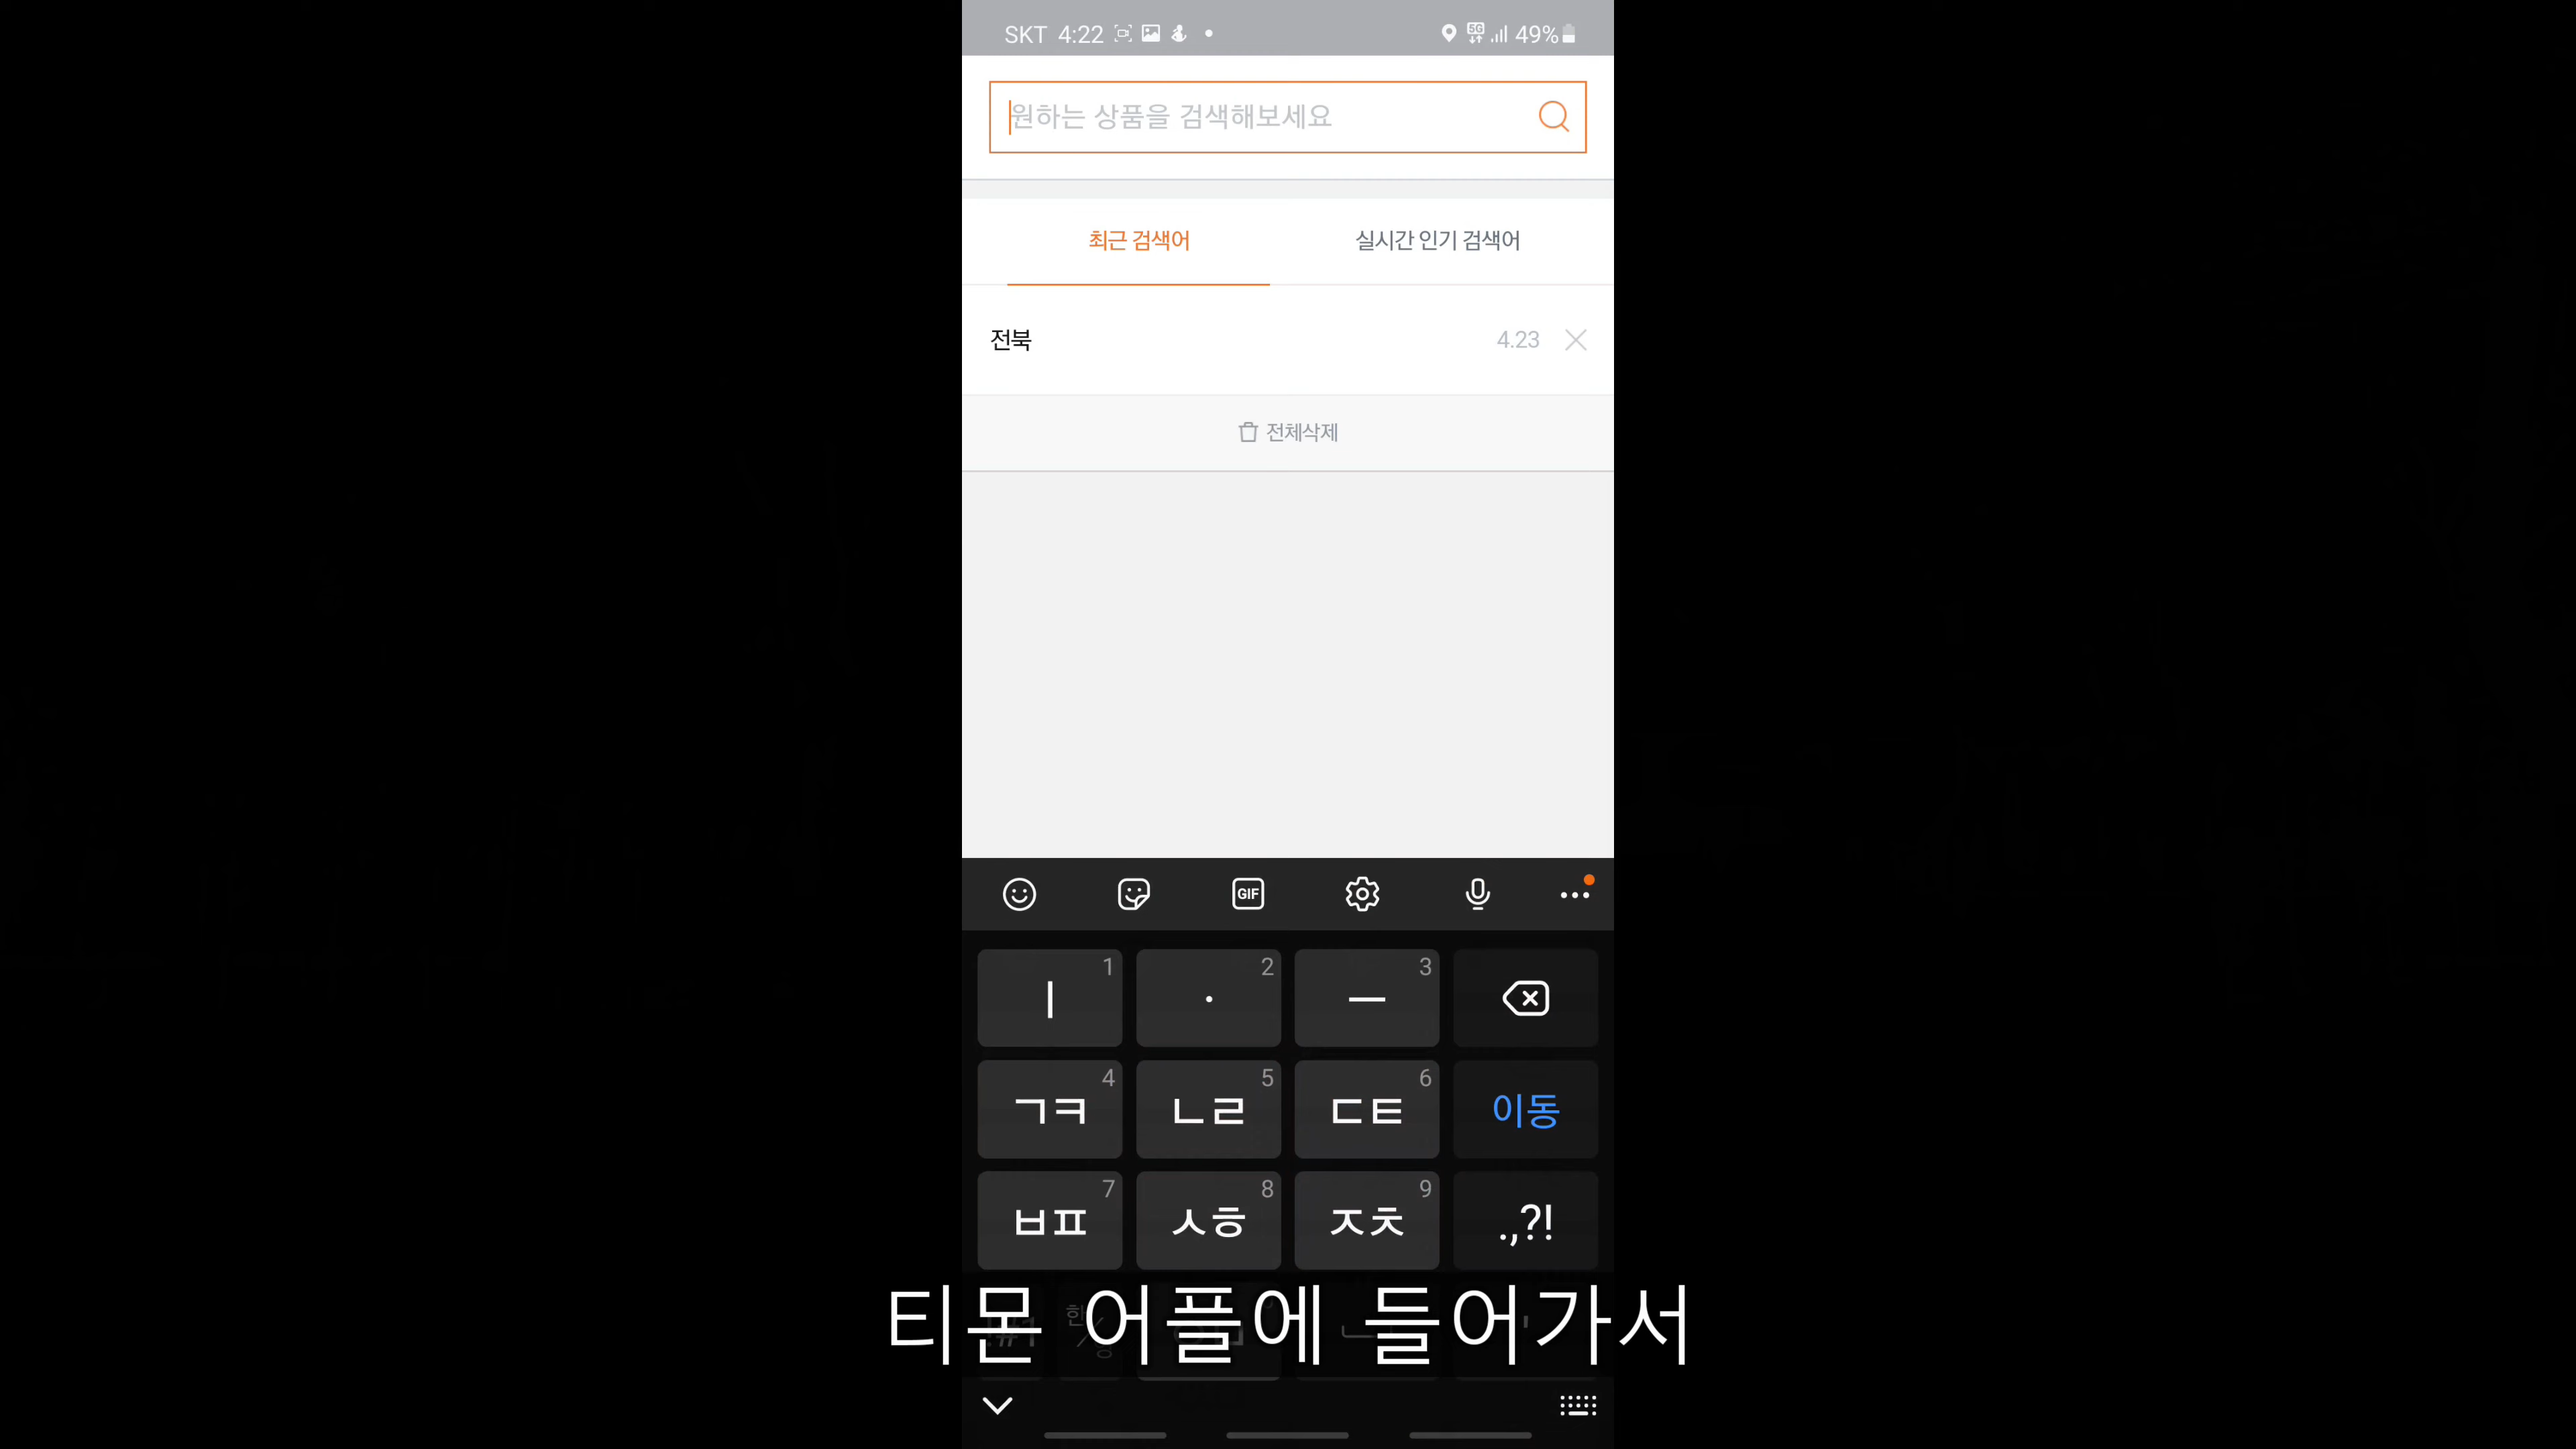 SKT 4:22 5G 49%
원하는 상품을 검색해보세요
최근 검색어 실시간 인기 검색어
전북 4.23
전체삭제
GIF
ㅣ 1 · 2 ㅡ 3
ㄱㅋ 4 ㄴㄹ 5 ㄷㅌ 6 이동
ㅂㅍ 7 ㅅㅎ 8 ㅈㅊ 9 .,?!
티몬 어플에 들어가서